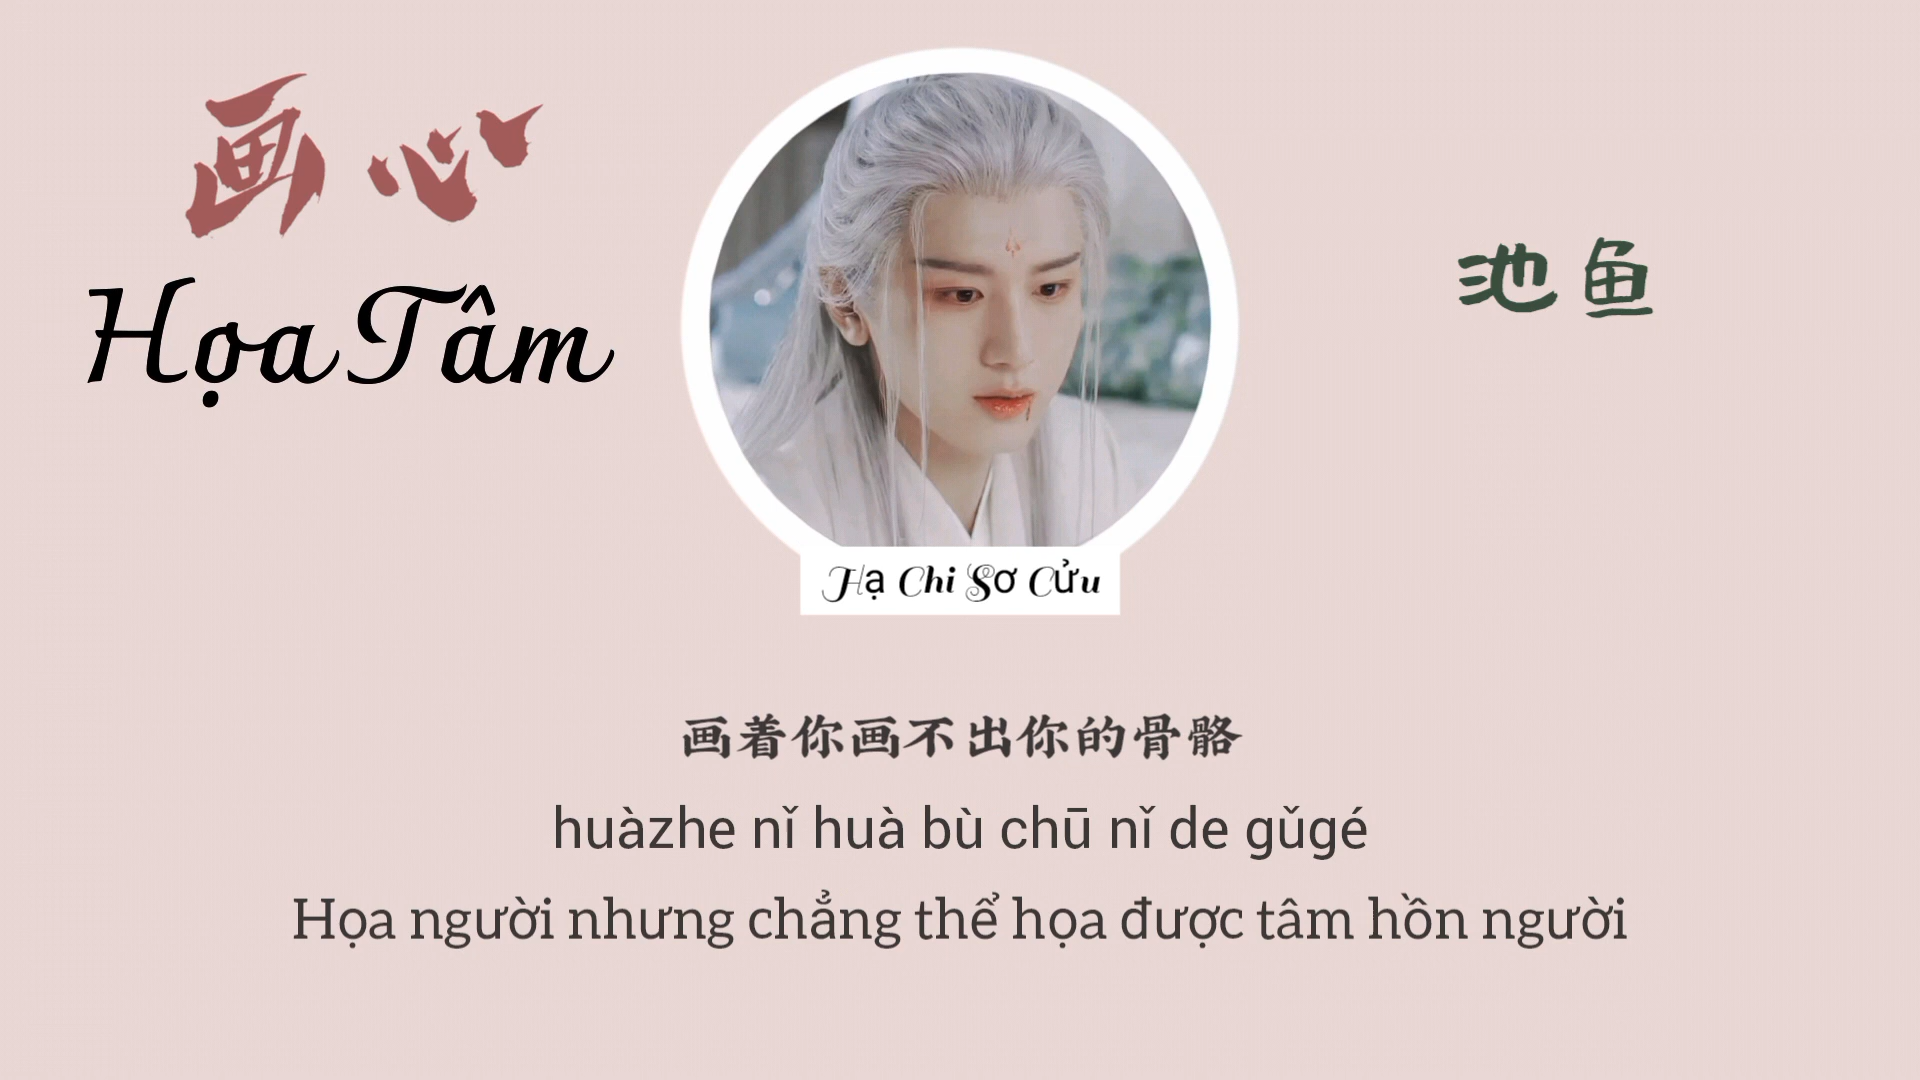 画心
Họa Tâm
池鱼
Hạ Chi Sơ Cửu
画着你画不出你的骨骼
huàzhe nǐ huà bù chū nǐ de gǔgé
Họa người nhưng chẳng thể họa được tâm hồn người